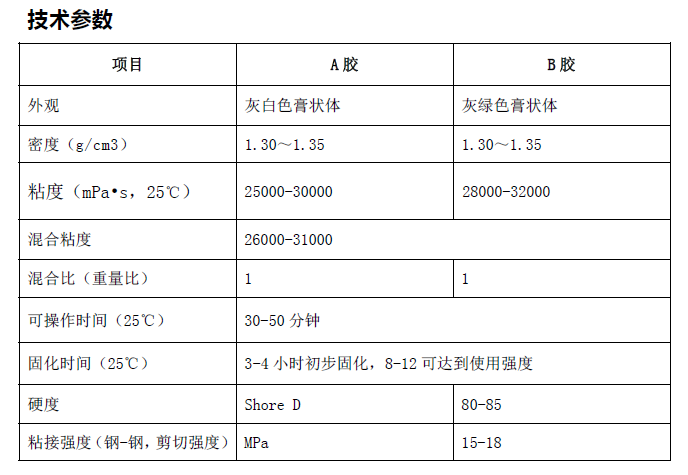 技术参数
项目 A 胶 B 胶
外观 灰白色膏状体 灰绿色膏状体
密度（g/cm3） 1.30～1.35 1.30～1.35
粘度（mPa•s，25℃） 25000-30000 28000-32000
混合粘度 26000-31000
混合比（重量比） 1 1
可操作时间（25℃） 30-50 分钟
固化时间（25℃） 3-4 小时初步固化，8-12 可达到使用强度
硬度 Shore D 80-85
粘接强度（钢-钢，剪切强度） MPa 15-18